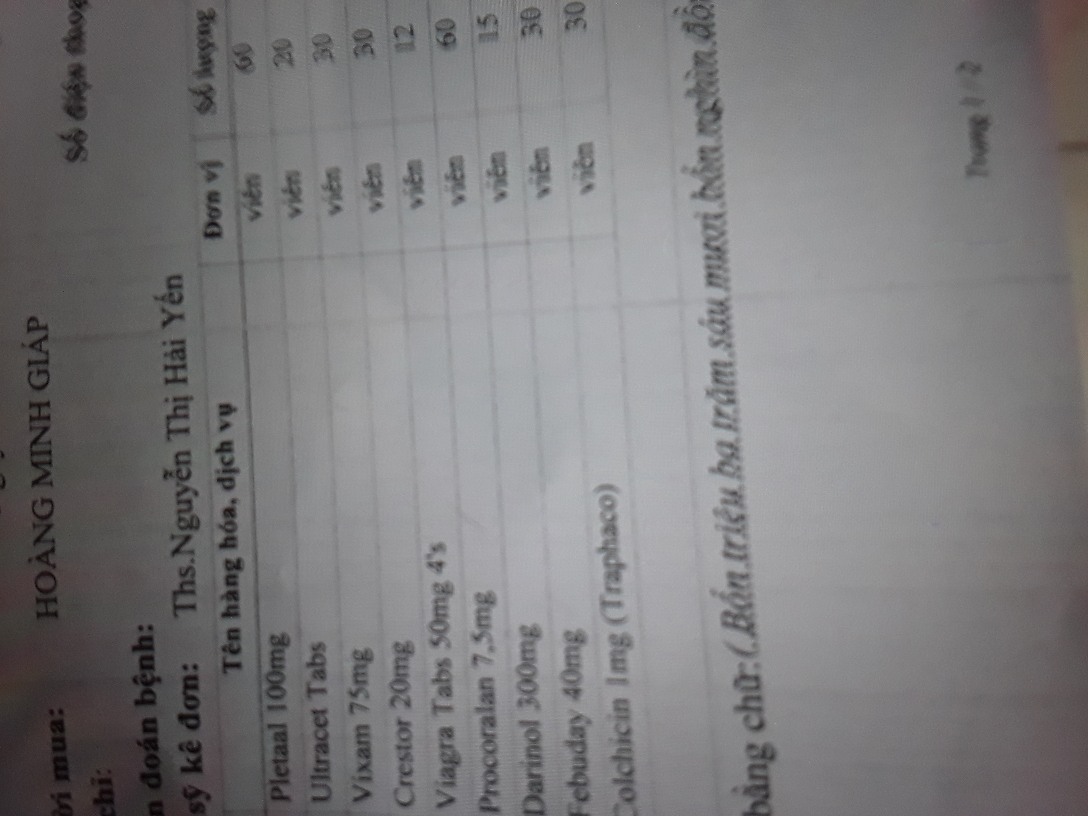 ời mua: HOÀNG MINH GIÁP
Số điện thoạ
chỉ:
n đoán bệnh:
sỹ kê đơn: Ths.Nguyễn Thị Hải Yến
Tên hàng hóa, dịch vụ Đơn vị Số lượng
Pletaal 100mg viên 60
Ultracet Tabs viên 20
Vixam 75mg viên 30
Crestor 20mg viên 30
Viagra Tabs 50mg 4's viên 12
Procoralan 7,5mg viên 60
Darinol 300mg viên 15
Febuday 40mg viên 30
Colchicin 1mg (Traphaco) viên 30
bằng chữ: ( Bốn triệu ba trăm sáu mươi bốn nghìn đồ
Trang 1 / 2